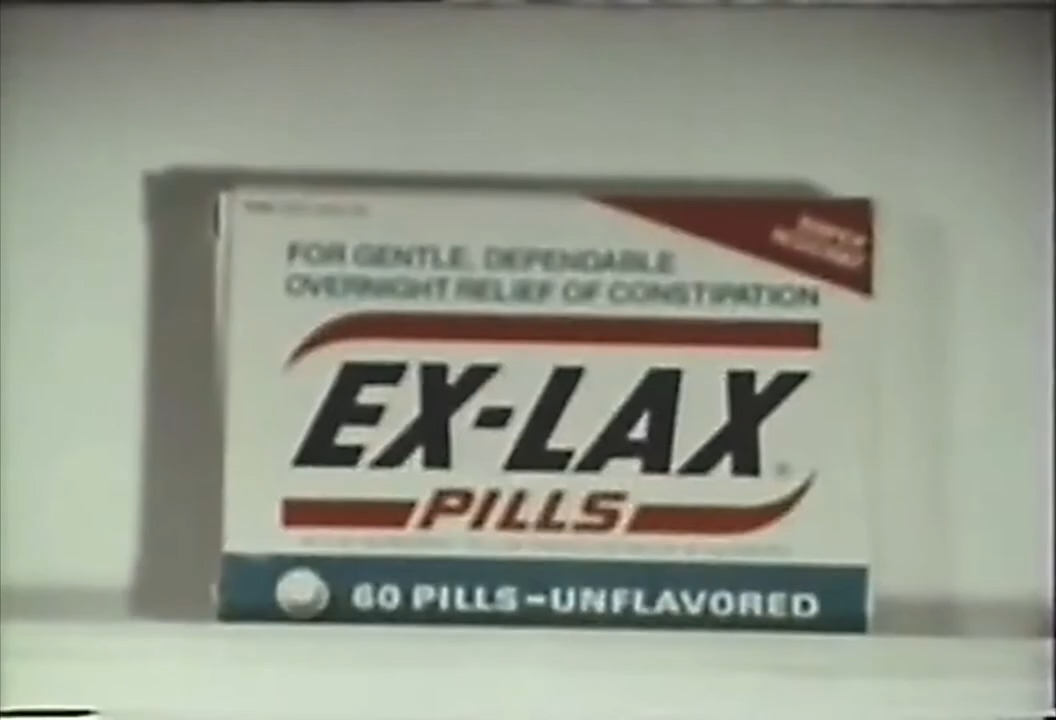 FOR GENTLE, DEPENDABLE
OVERNIGHT RELIEF OF CONSTIPATION
EX-LAX
PILLS
60 PILLS-UNFLAVORED